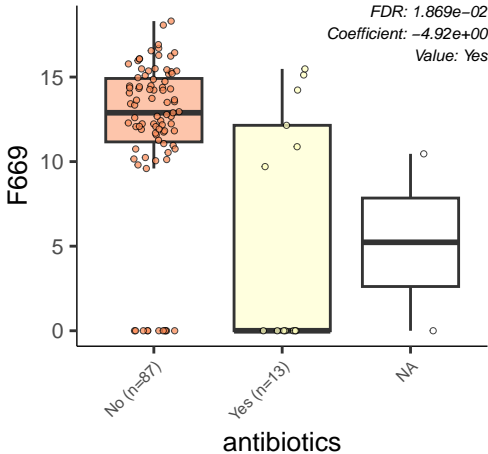 FDR: 1.869e−02
Coefficient: −4.92e+00
Value: Yes
F669
15
10
5
0
No (n=87)
Yes (n=13)
NA
antibiotics